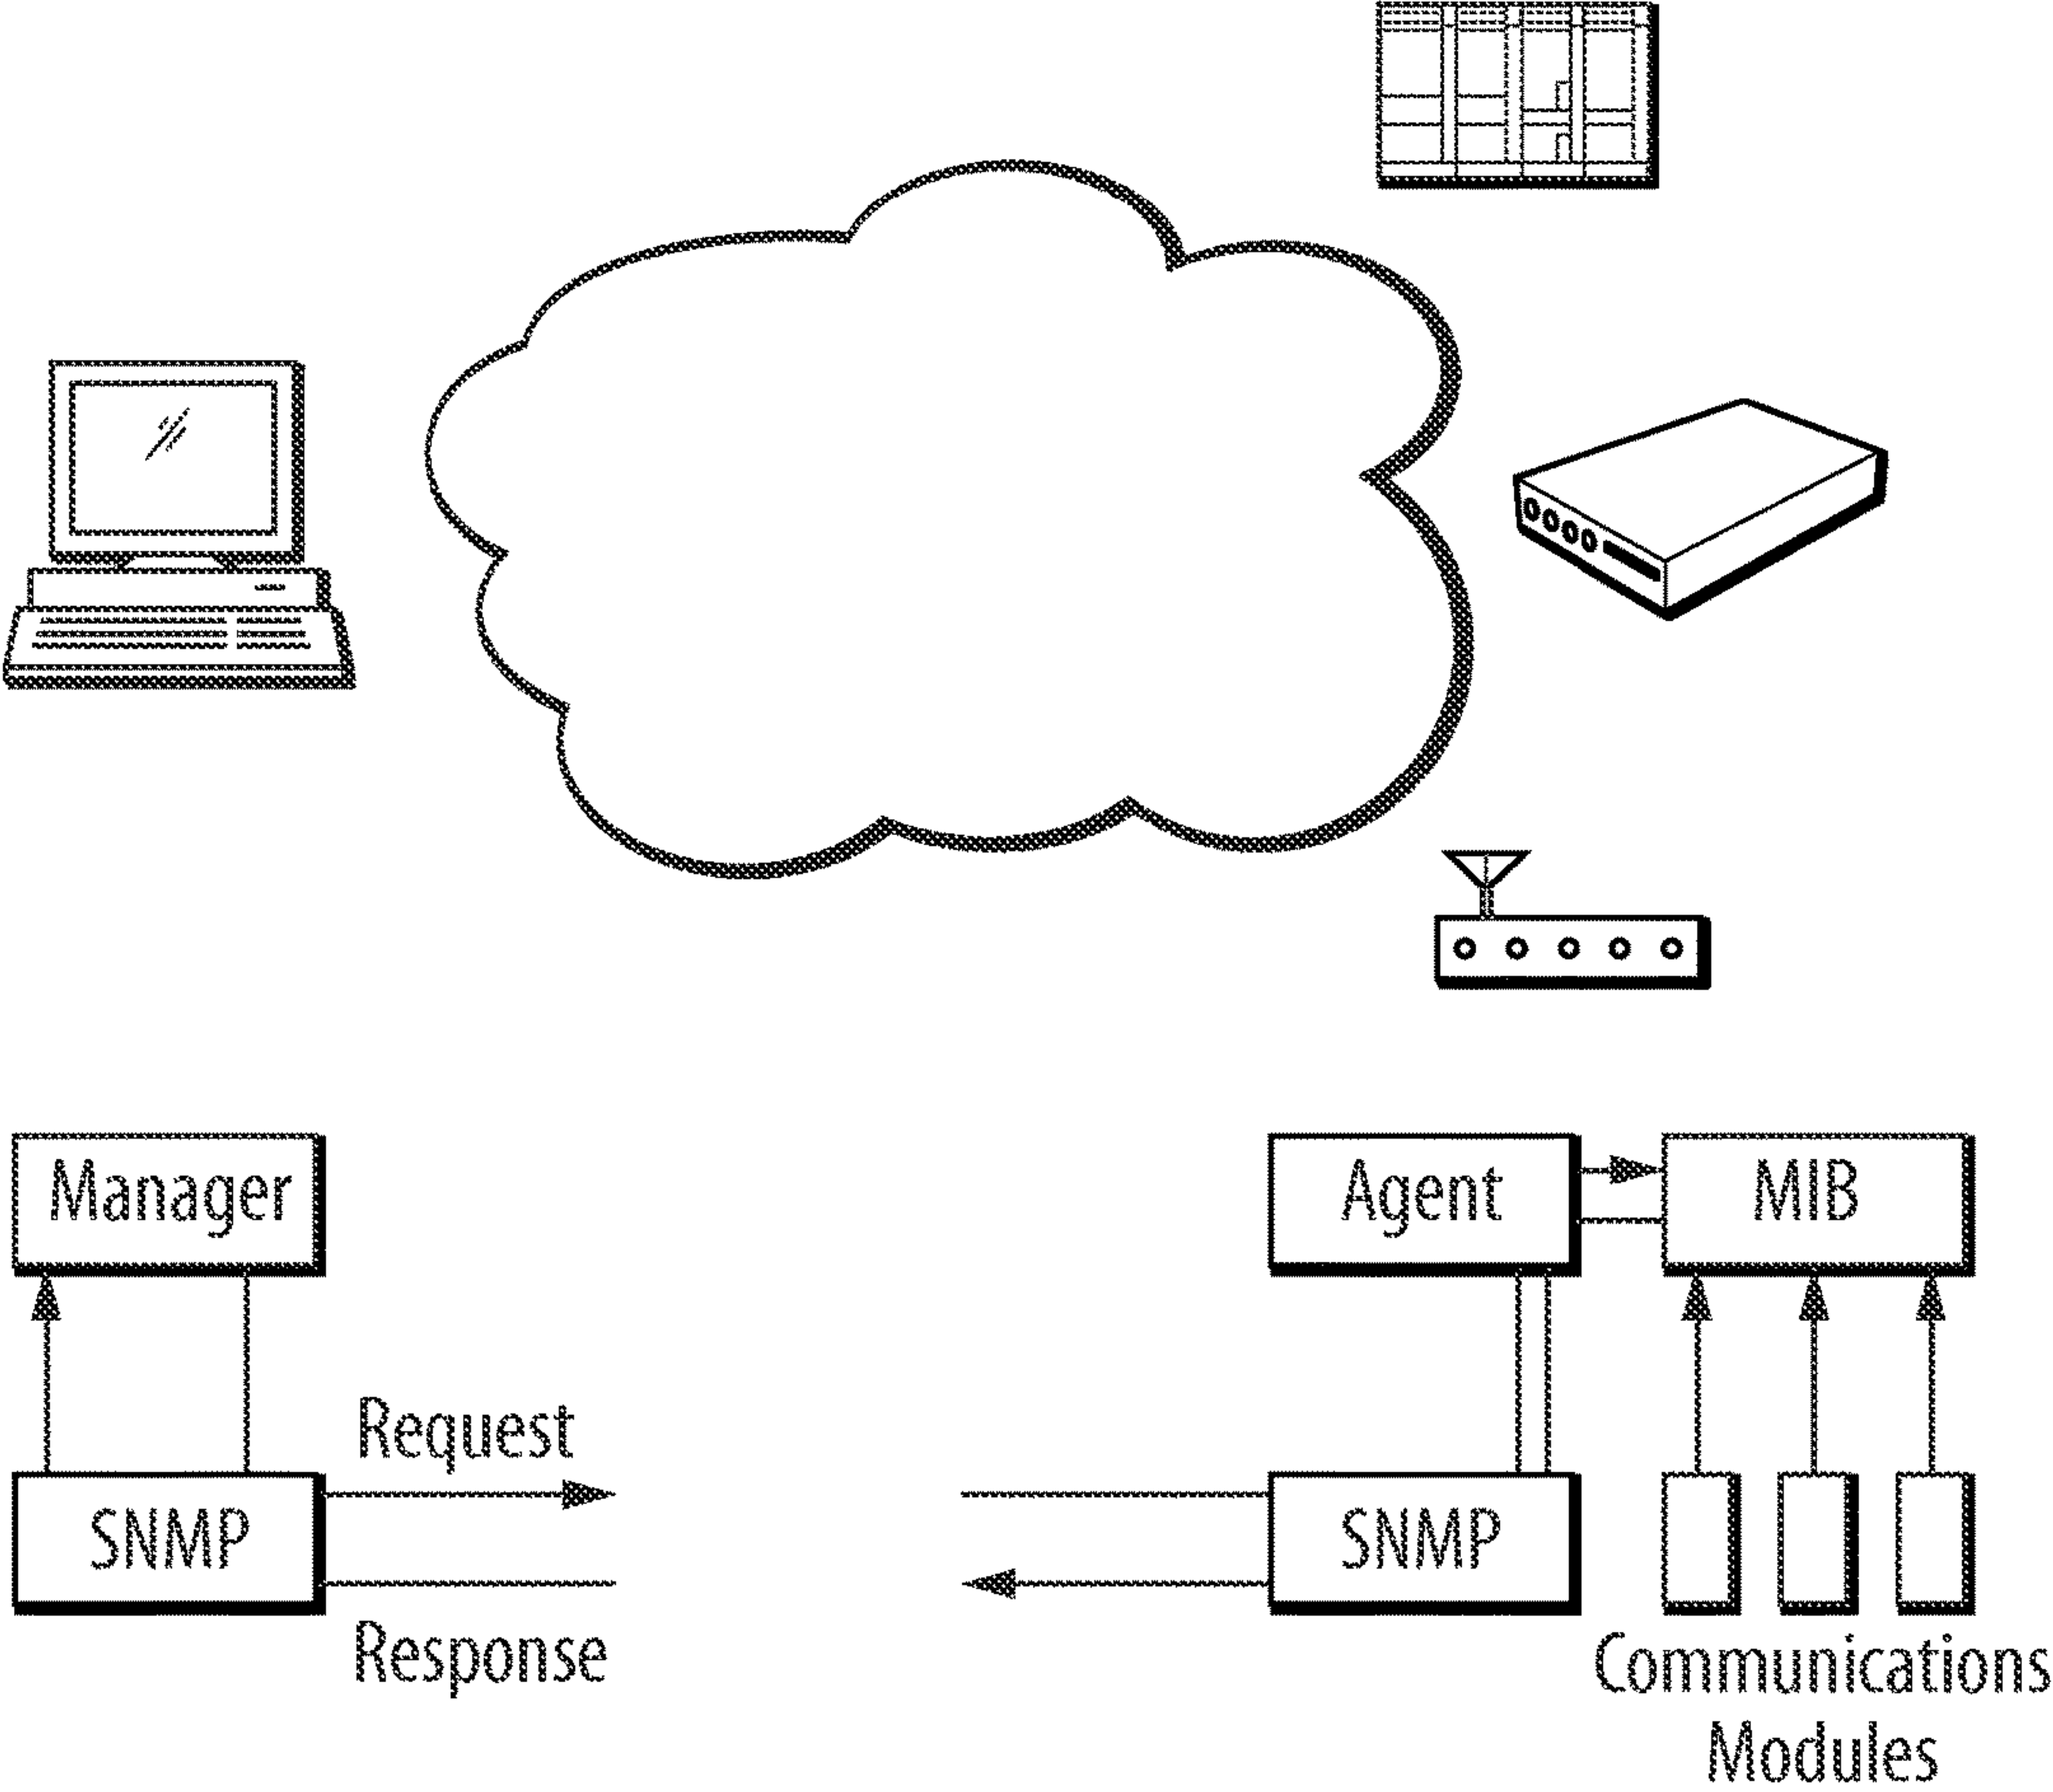 Manager
Agent
MIB
Request
SNMP
SNMP
Response
Communications
Modules